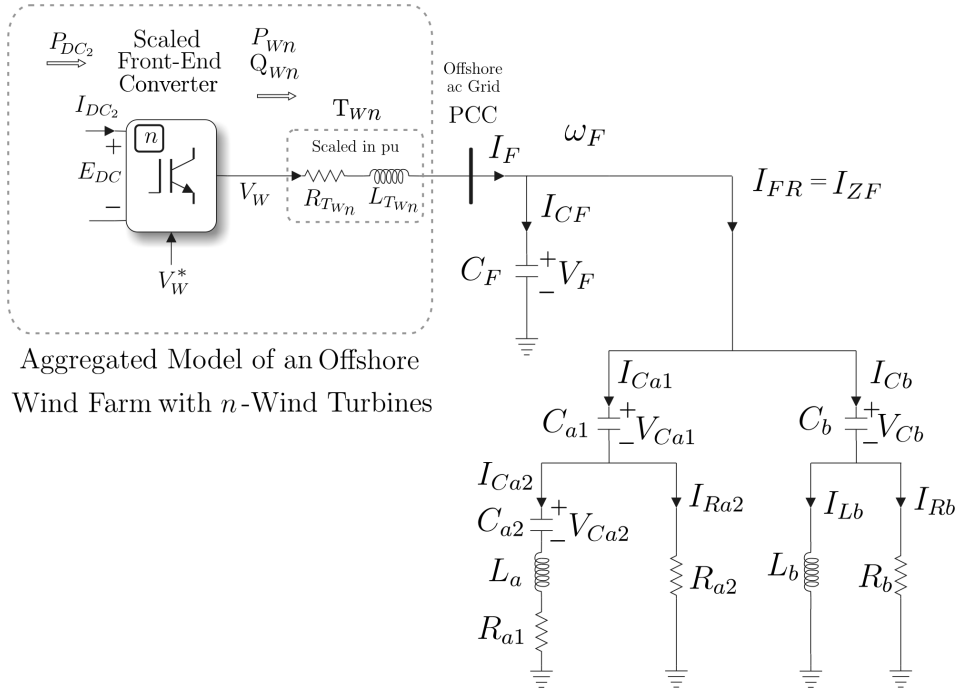 P_{DC_2}
Scaled
Front-End
Converter
P_{Wn}
Q_{Wn}
I_{DC_2}
+
E_{DC}
−
n
V_W
V_W^*
T_{Wn}
Scaled in pu
R_{T_{Wn}}
L_{T_{Wn}}
Offshore
ac Grid
PCC
I_F
ω_F
I_{FR} = I_{ZF}
I_{CF}
C_F
+
−
V_F
Aggregated Model of an Offshore
Wind Farm with n-Wind Turbines
I_{Ca1}
C_{a1}
+
−
V_{Ca1}
I_{Cb}
C_b
+
−
V_{Cb}
I_{Ca2}
C_{a2}
+
−
V_{Ca2}
I_{Ra2}
I_{Lb}
I_{Rb}
L_a
R_{a1}
R_{a2}
L_b
R_b